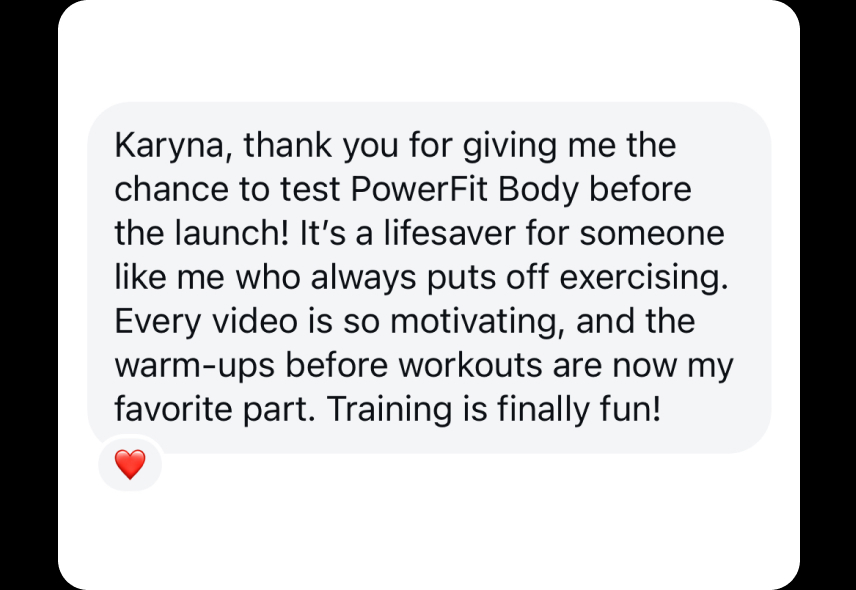 Karyna, thank you for giving me the
chance to test PowerFit Body before
the launch! It’s a lifesaver for someone
like me who always puts off exercising.
Every video is so motivating, and the
warm-ups before workouts are now my
favorite part. Training is finally fun!